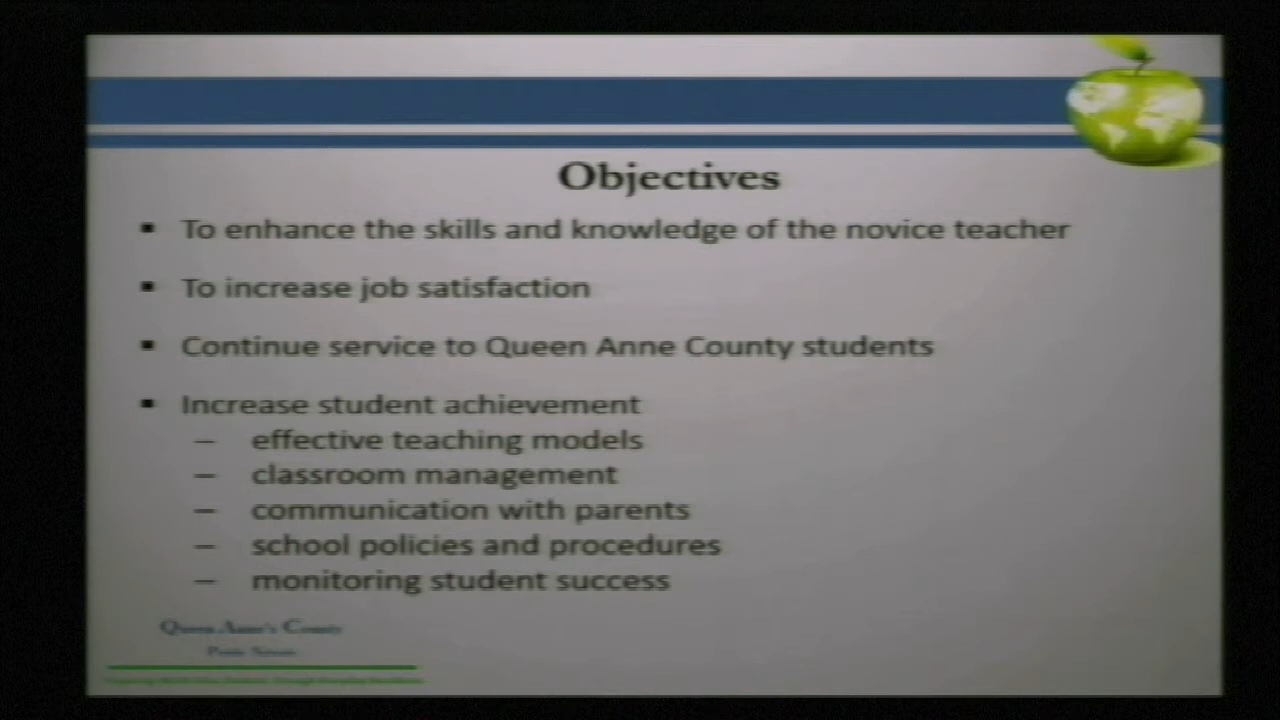 Objectives
▪ To enhance the skills and knowledge of the novice teacher
▪ To increase job satisfaction
▪ Continue service to Queen Anne County students
▪ Increase student achievement
– effective teaching models
– classroom management
– communication with parents
– school policies and procedures
– monitoring student success
Queen Anne's County